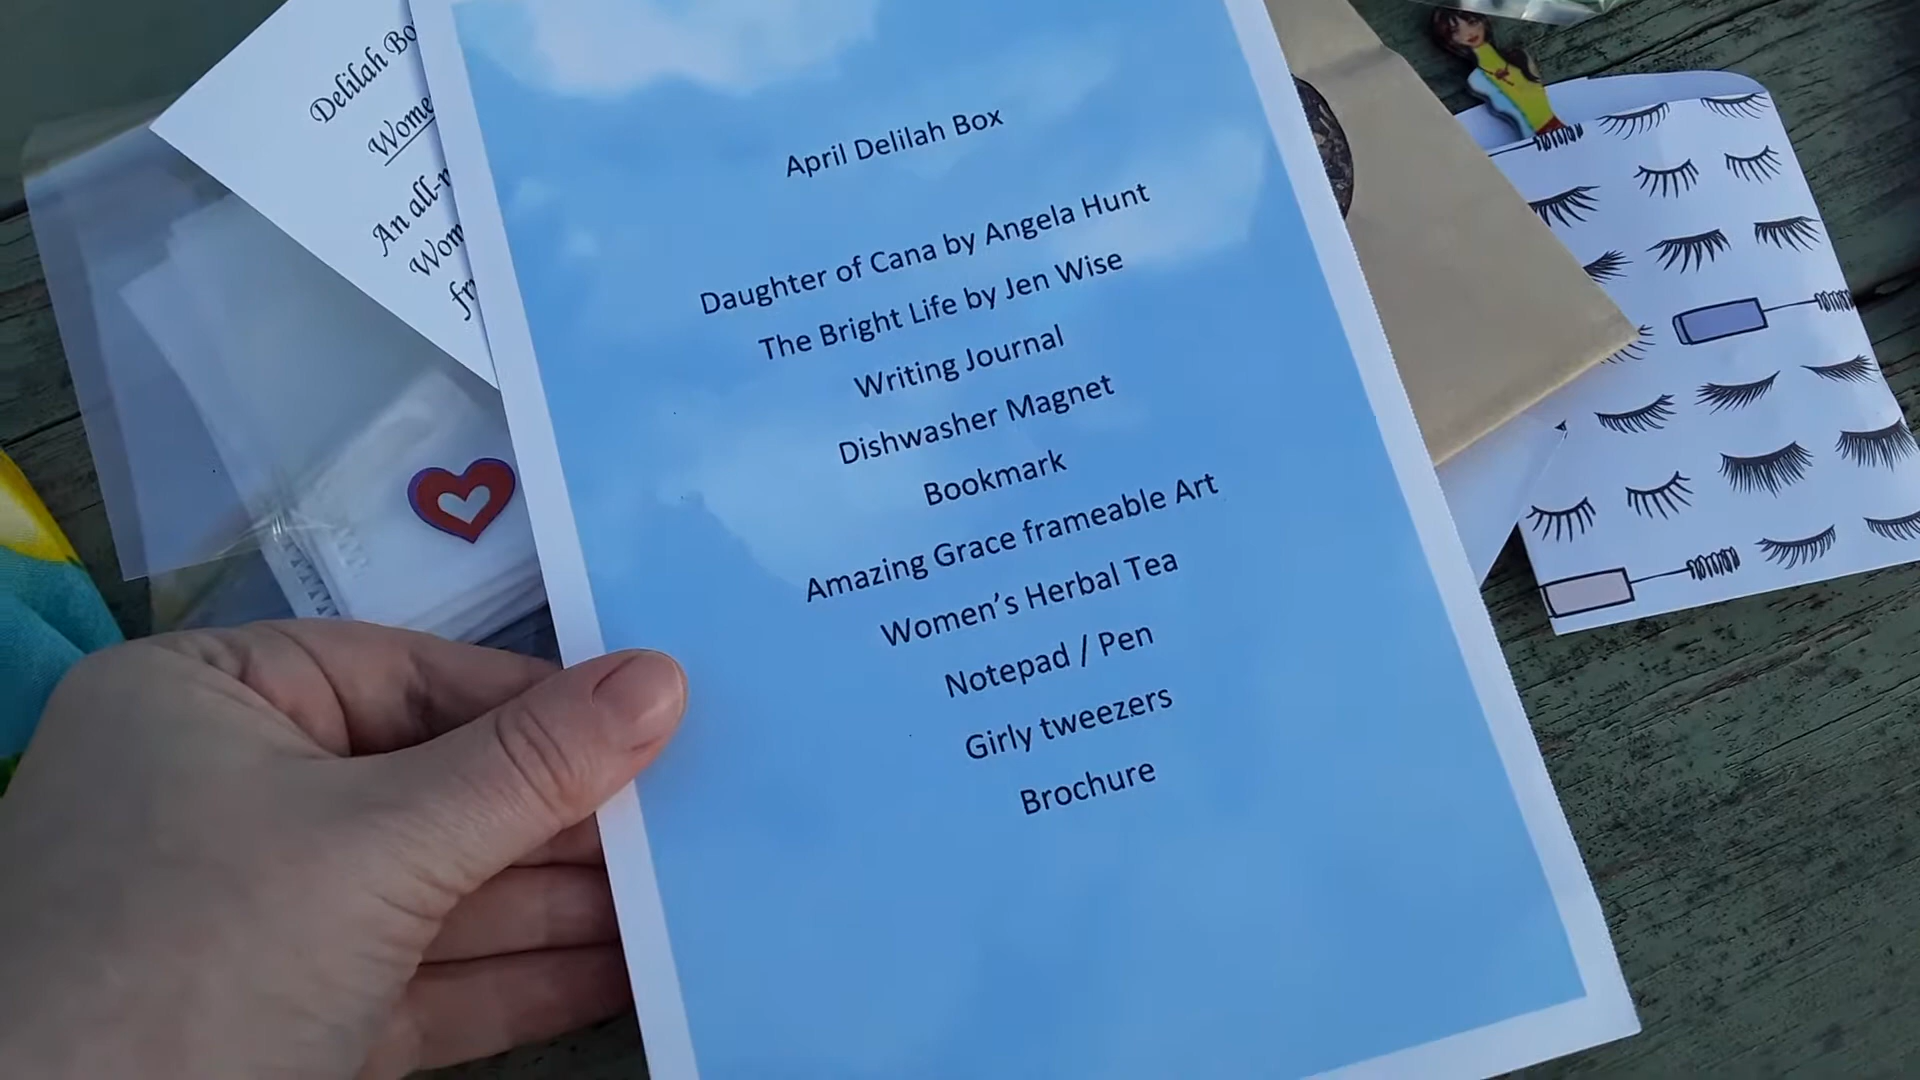 Delilah Bo
Wome
An all-
Wom
fr
April Delilah Box
Daughter of Cana by Angela Hunt
The Bright Life by Jen Wise
Writing Journal
Dishwasher Magnet
Bookmark
Amazing Grace frameable Art
Women's Herbal Tea
Notepad / Pen
Girly tweezers
Brochure